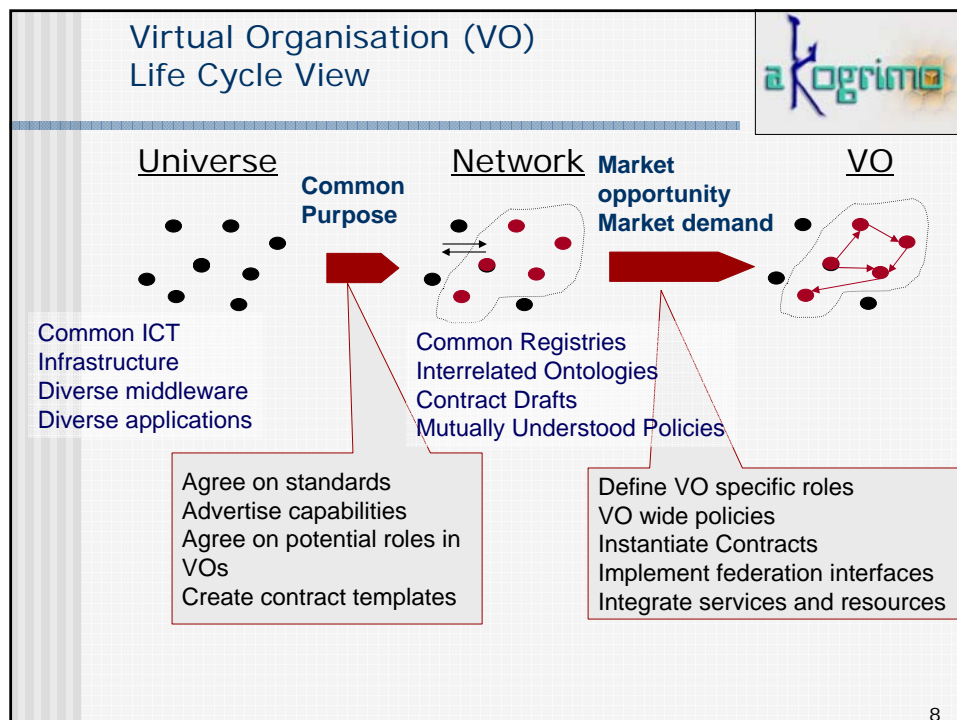 Virtual Organisation (VO)
Life Cycle View
akogrimo
Universe
Common
Purpose
Network
Market
opportunity
Market demand
VO
Common ICT
Infrastructure
Diverse middleware
Diverse applications
Common Registries
Interrelated Ontologies
Contract Drafts
Mutually Understood Policies
Agree on standards
Advertise capabilities
Agree on potential roles in
VOs
Create contract templates
Define VO specific roles
VO wide policies
Instantiate Contracts
Implement federation interfaces
Integrate services and resources
8